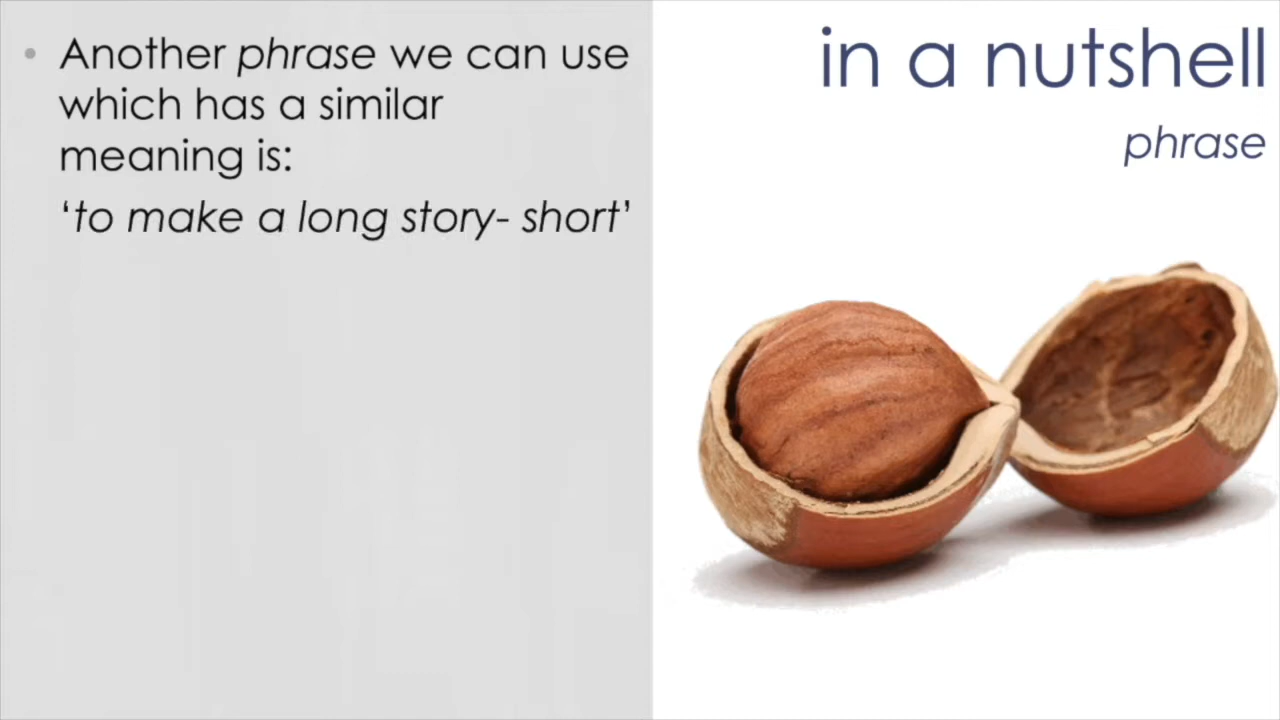 Another phrase we can use
which has a similar
meaning is:
‘to make a long story- short’
in a nutshell
phrase